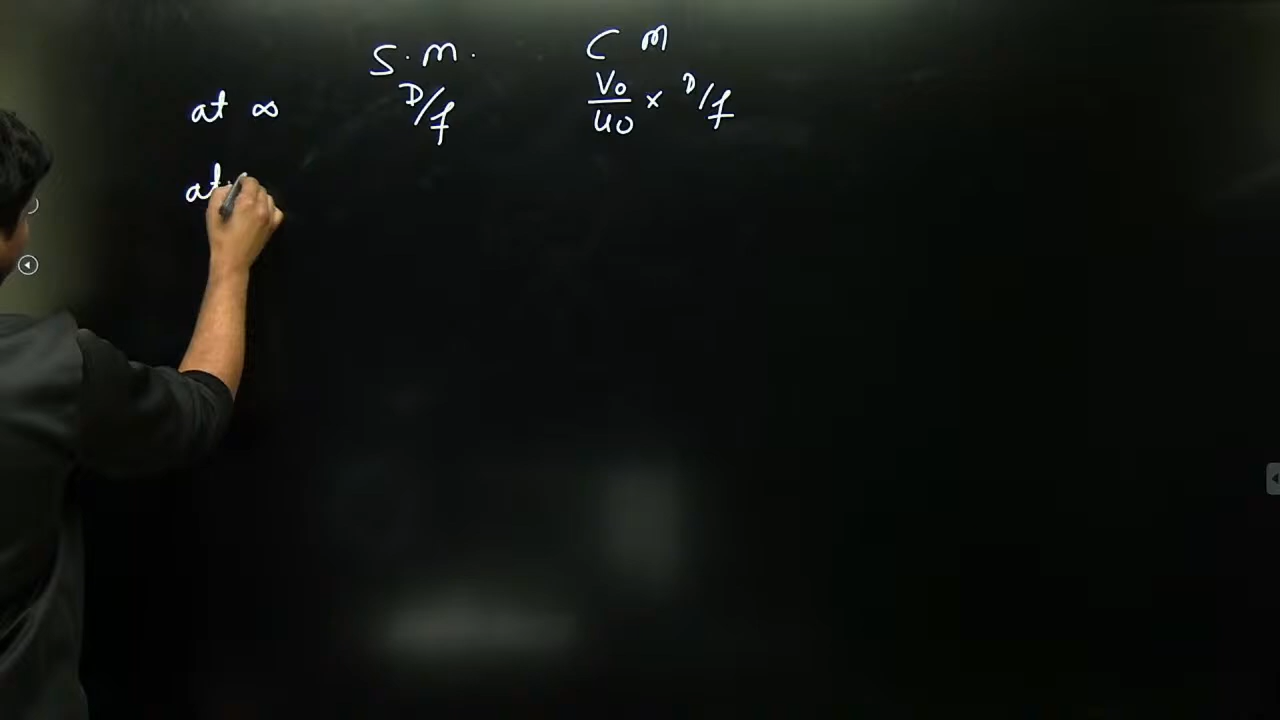 S.M. C M
at ∞ D/f V0/u0 × D/f
at